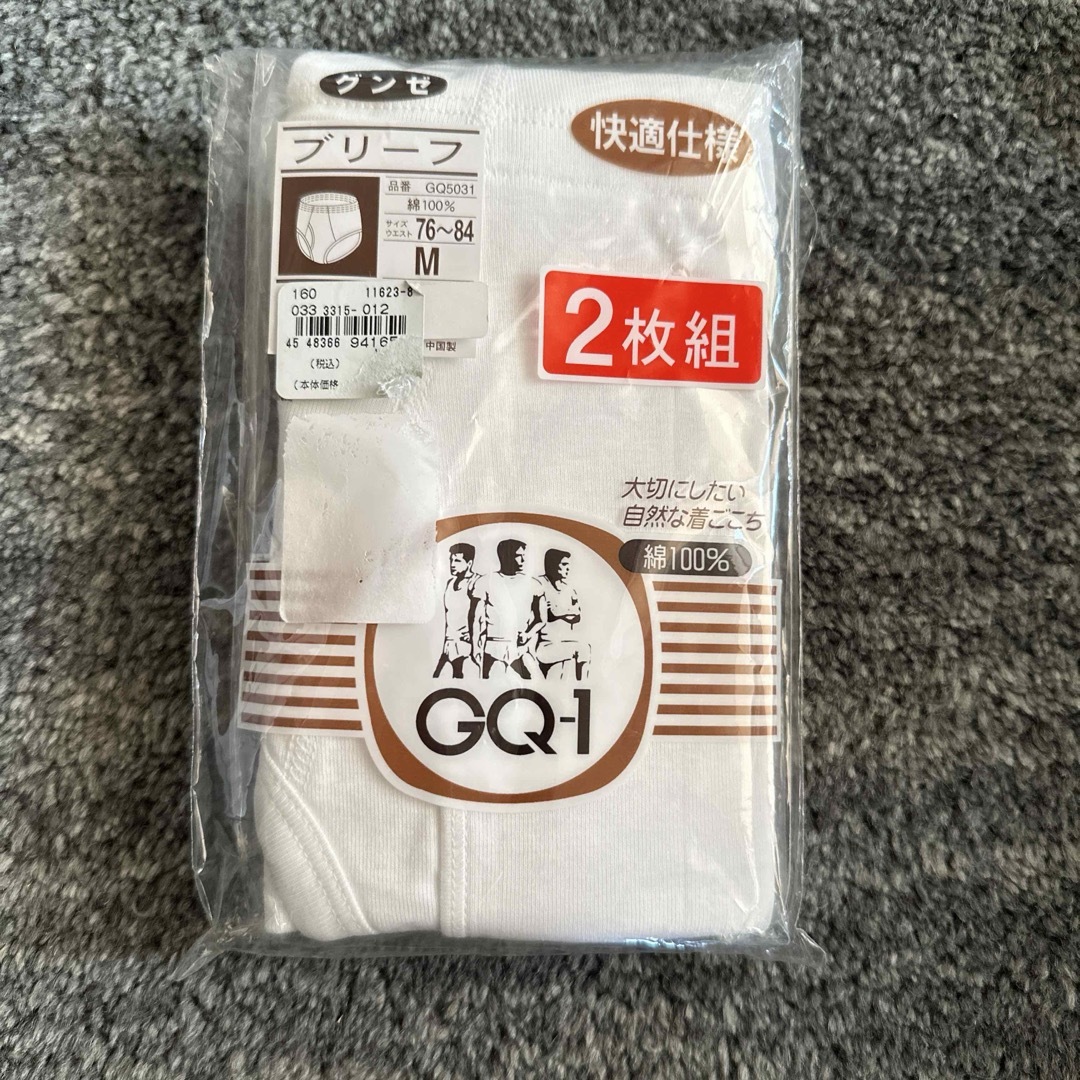 グンゼ
快適仕様
ブリーフ
品番 GQ5031
綿100%
サイズ
ウエスト 76〜84
M
160 11623-8
033 3315-012
45 48366
(税込)
(本体価格
中国製
2枚組
大切にしたい
自然な着ごこち
綿100%
GQ-1